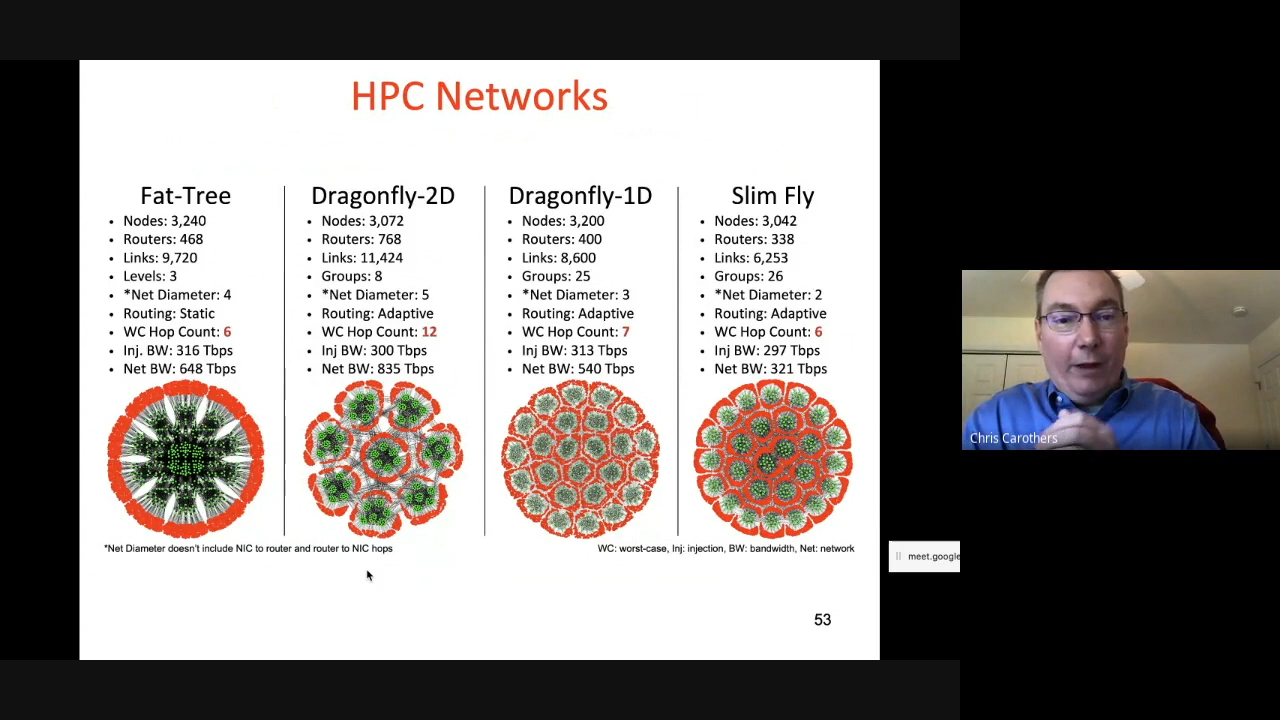 HPC Networks
Fat-Tree
• Nodes: 3,240
• Routers: 468
• Links: 9,720
• Levels: 3
• *Net Diameter: 4
• Routing: Static
• WC Hop Count: 6
• Inj. BW: 316 Tbps
• Net BW: 648 Tbps
Dragonfly-2D
• Nodes: 3,072
• Routers: 768
• Links: 11,424
• Groups: 8
• *Net Diameter: 5
• Routing: Adaptive
• WC Hop Count: 12
• Inj BW: 300 Tbps
• Net BW: 835 Tbps
Dragonfly-1D
• Nodes: 3,200
• Routers: 400
• Links: 8,600
• Groups: 25
• *Net Diameter: 3
• Routing: Adaptive
• WC Hop Count: 7
• Inj BW: 313 Tbps
• Net BW: 540 Tbps
Slim Fly
• Nodes: 3,042
• Routers: 338
• Links: 6,253
• Groups: 26
• *Net Diameter: 2
• Routing: Adaptive
• WC Hop Count: 6
• Inj BW: 297 Tbps
• Net BW: 321 Tbps
*Net Diameter doesn't include NIC to router and router to NIC hops
WC: worst-case, Inj: injection, BW: bandwidth, Net: network
53
Chris Carothers
meet.google